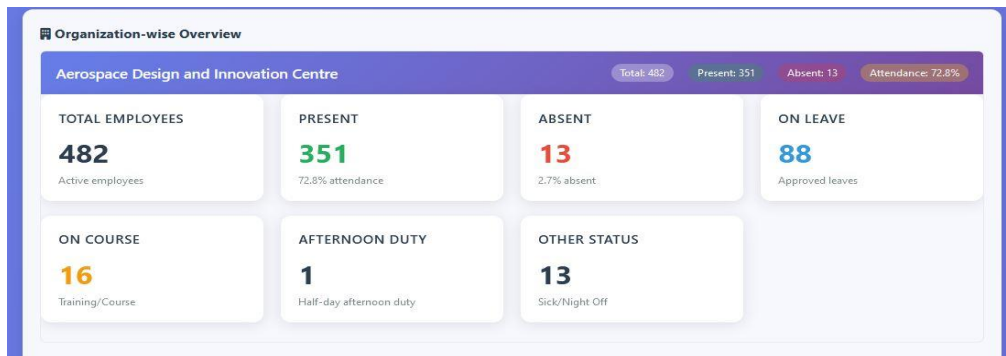 Organization-wise Overview
Aerospace Design and Innovation Centre Total: 482 Present: 351 Absent: 13 Attendance: 72.8%
TOTAL EMPLOYEES
482
Active employees
PRESENT
351
72.8% attendance
ABSENT
13
2.7% absent
ON LEAVE
88
Approved leaves
ON COURSE
16
Training/Course
AFTERNOON DUTY
1
Half-day afternoon duty
OTHER STATUS
13
Sick/Night Off